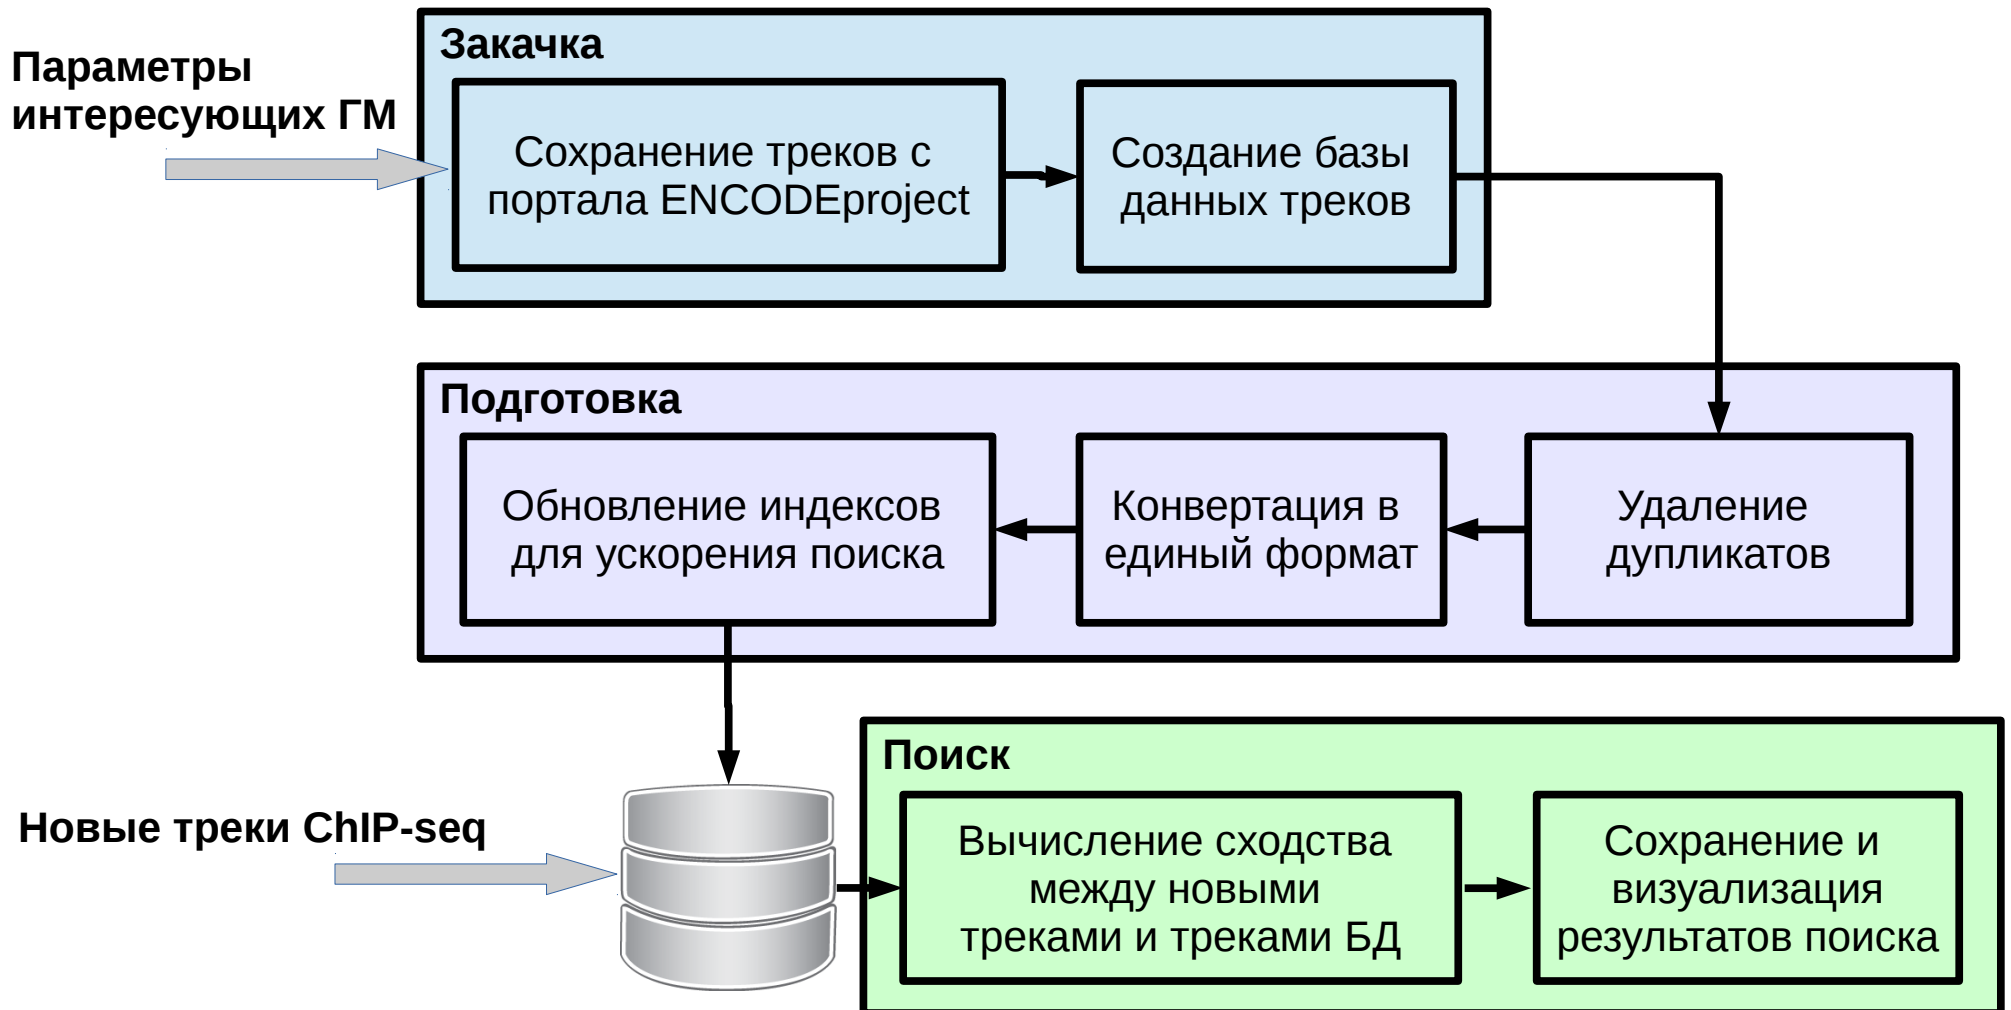 Закачка
Параметры
интересующих ГМ
Сохранение треков с
портала ENCODEproject
Создание базы
данных треков
Подготовка
Обновление индексов
для ускорения поиска
Конвертация в
единый формат
Удаление
дупликатов
Новые треки ChIP-seq
Поиск
Вычисление сходства
между новыми
треками и треками БД
Сохранение и
визуализация
результатов поиска